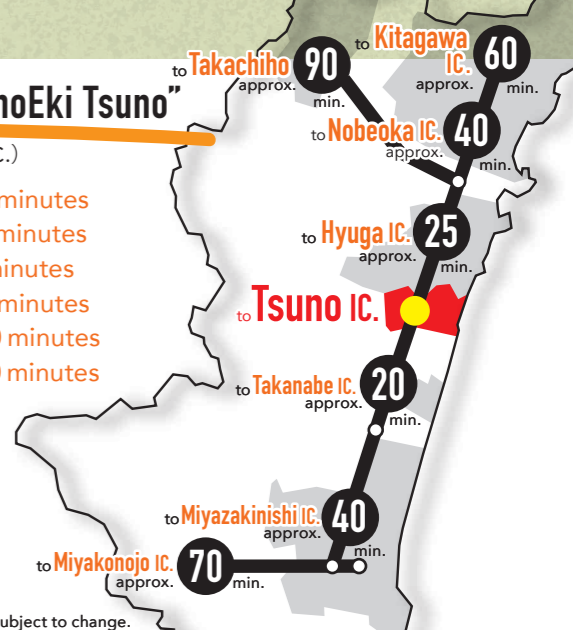 Tsuno”
minutes
minutes
minutes
minutes
minutes
minutes
to Takachiho 90
approx. min.
to Kitagawa
IC. 60
approx. min.
to Nobeoka IC. 40
approx. min.
to Hyuga IC. 25
approx. min.
to Tsuno IC.
to Takanabe IC. 20
approx. min.
to Miyazakinishi IC. 40
approx. min.
to Miyakonojo IC. 70
approx. min.
to change.